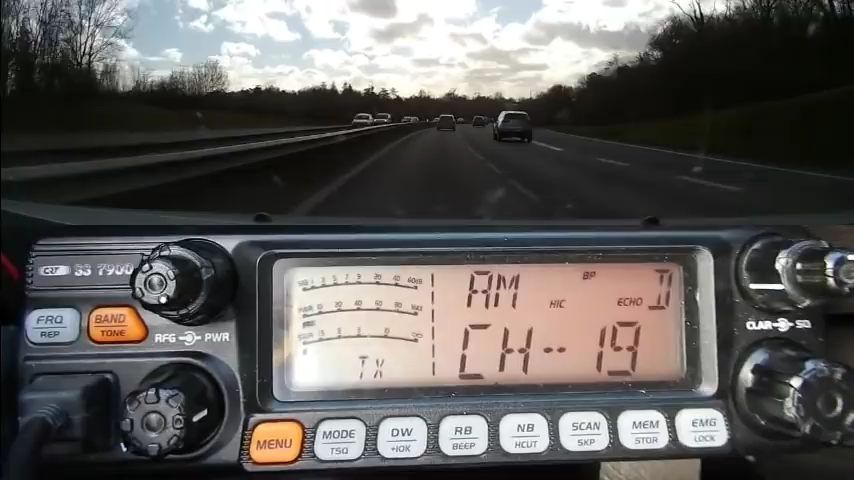 CRT SS 7900
FRQ
REP
BAND
TONE
RFG PWR
AM
HIC
BP
ECHO
D
TX
CH--19
CLAR SQ
MENU
MODE
TSQ
DW
+10K
RB
BEEP
NB
HCUT
SCAN
SKP
MEM
STOR
EMG
LOCK